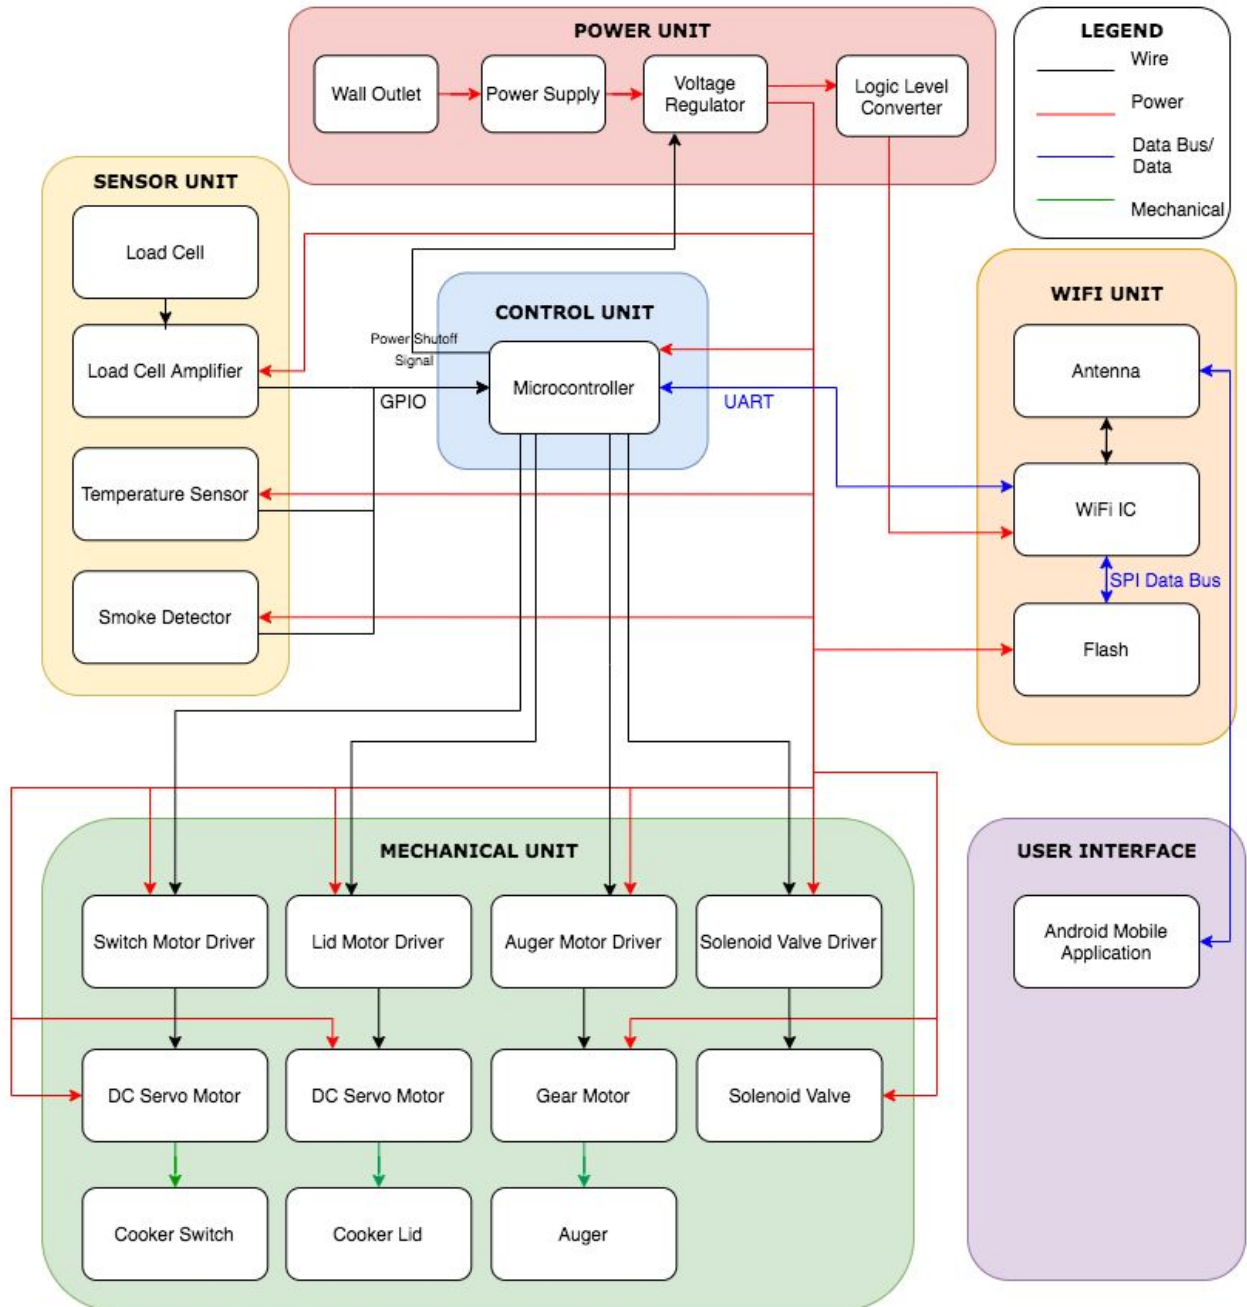 POWER UNIT
Wall Outlet
Power Supply
Voltage
Regulator
Logic Level
Converter
LEGEND
Wire
Power
Data Bus/
Data
Mechanical
SENSOR UNIT
Load Cell
Load Cell Amplifier
Temperature Sensor
Smoke Detector
CONTROL UNIT
Power Shutoff
Signal
Microcontroller
GPIO
UART
WIFI UNIT
Antenna
WiFi IC
SPI Data Bus
Flash
MECHANICAL UNIT
Switch Motor Driver
Lid Motor Driver
Auger Motor Driver
Solenoid Valve Driver
DC Servo Motor
DC Servo Motor
Gear Motor
Solenoid Valve
Cooker Switch
Cooker Lid
Auger
USER INTERFACE
Android Mobile
Application